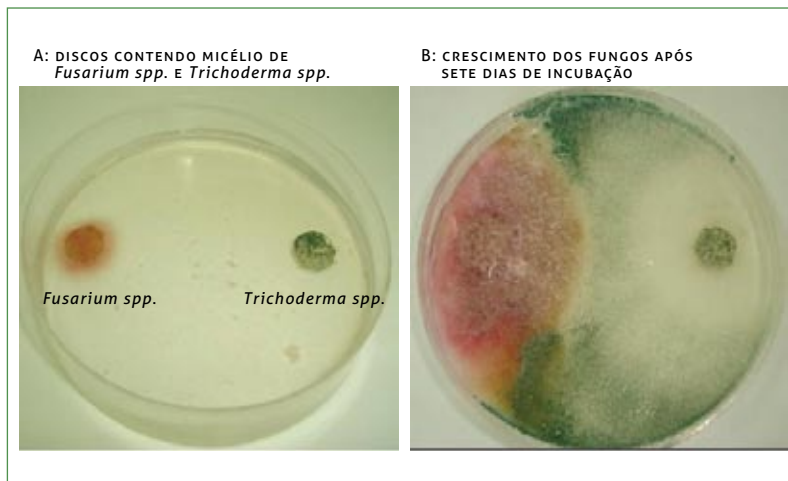 A: DISCOS CONTENDO MICÉLIO DE
Fusarium spp. E Trichoderma spp.
B: CRESCIMENTO DOS FUNGOS APÓS
SETE DIAS DE INCUBAÇÃO
Fusarium spp.
Trichoderma spp.